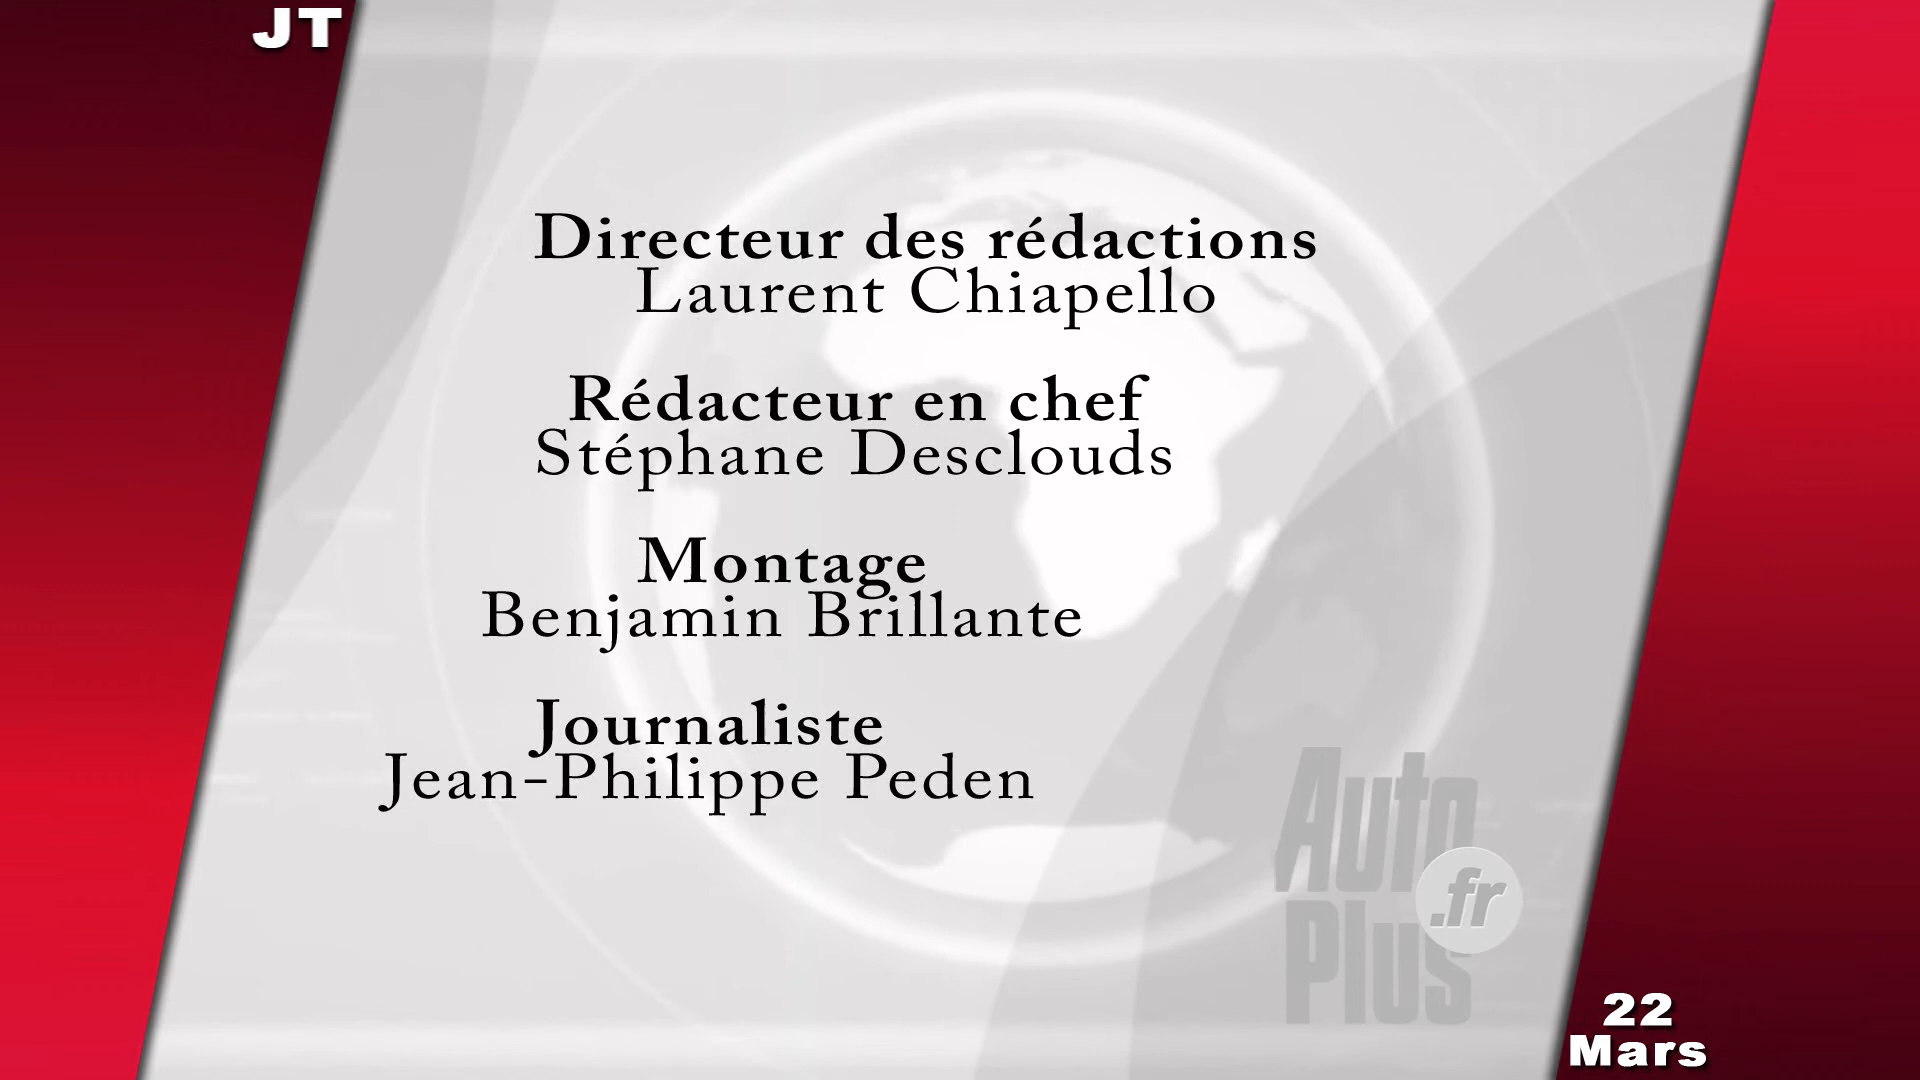 JT
Directeur des rédactions
Laurent Chiapello
Rédacteur en chef
Stéphane Desclouds
Montage
Benjamin Brillante
Journaliste
Jean-Philippe Peden
Auto
Plus
.fr
22
Mars